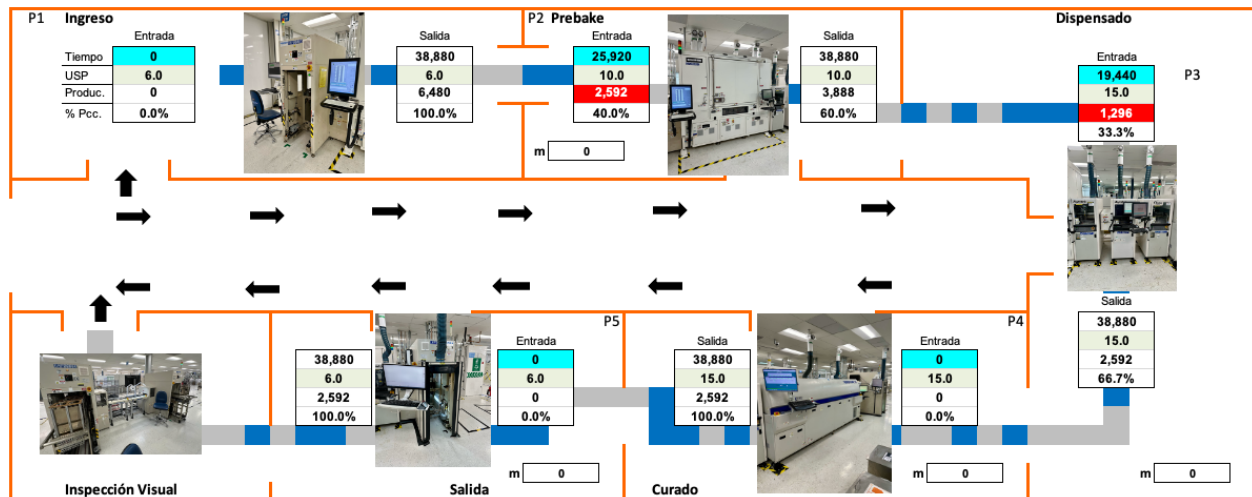 P1 Ingreso
Entrada
Tiempo 0
USP 6.0
Produc. 0
% Pcc. 0.0%
Salida
38,880
6.0
6,480
100.0%
P2 Prebake
Entrada
25,920
10.0
2,592
40.0%
m 0
Salida
38,880
10.0
3,888
60.0%
Dispensado
P3
Entrada
19,440
15.0
1,296
33.3%
Salida
38,880
15.0
2,592
66.7%
m 0
P4
Entrada
0
15.0
0
0.0%
m 0
Salida
38,880
15.0
2,592
100.0%
Curado
P5
Entrada
0
6.0
0
0.0%
m 0
38,880
6.0
2,592
100.0%
Salida
Inspección Visual